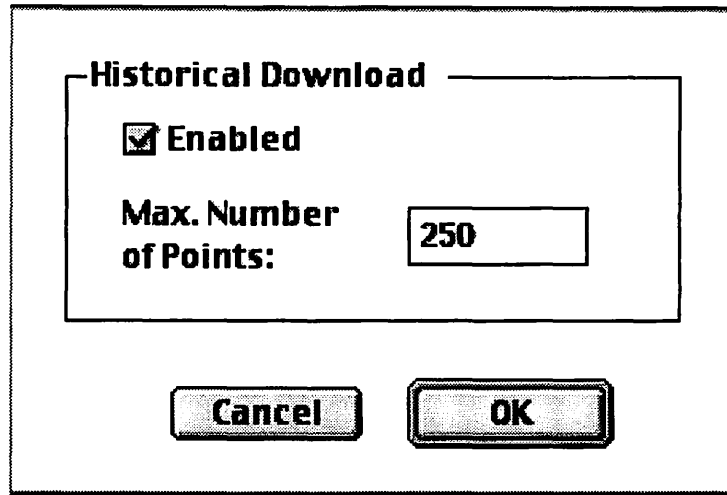 Historical Download
Enabled
Max. Number
of Points:
250
Cancel
OK